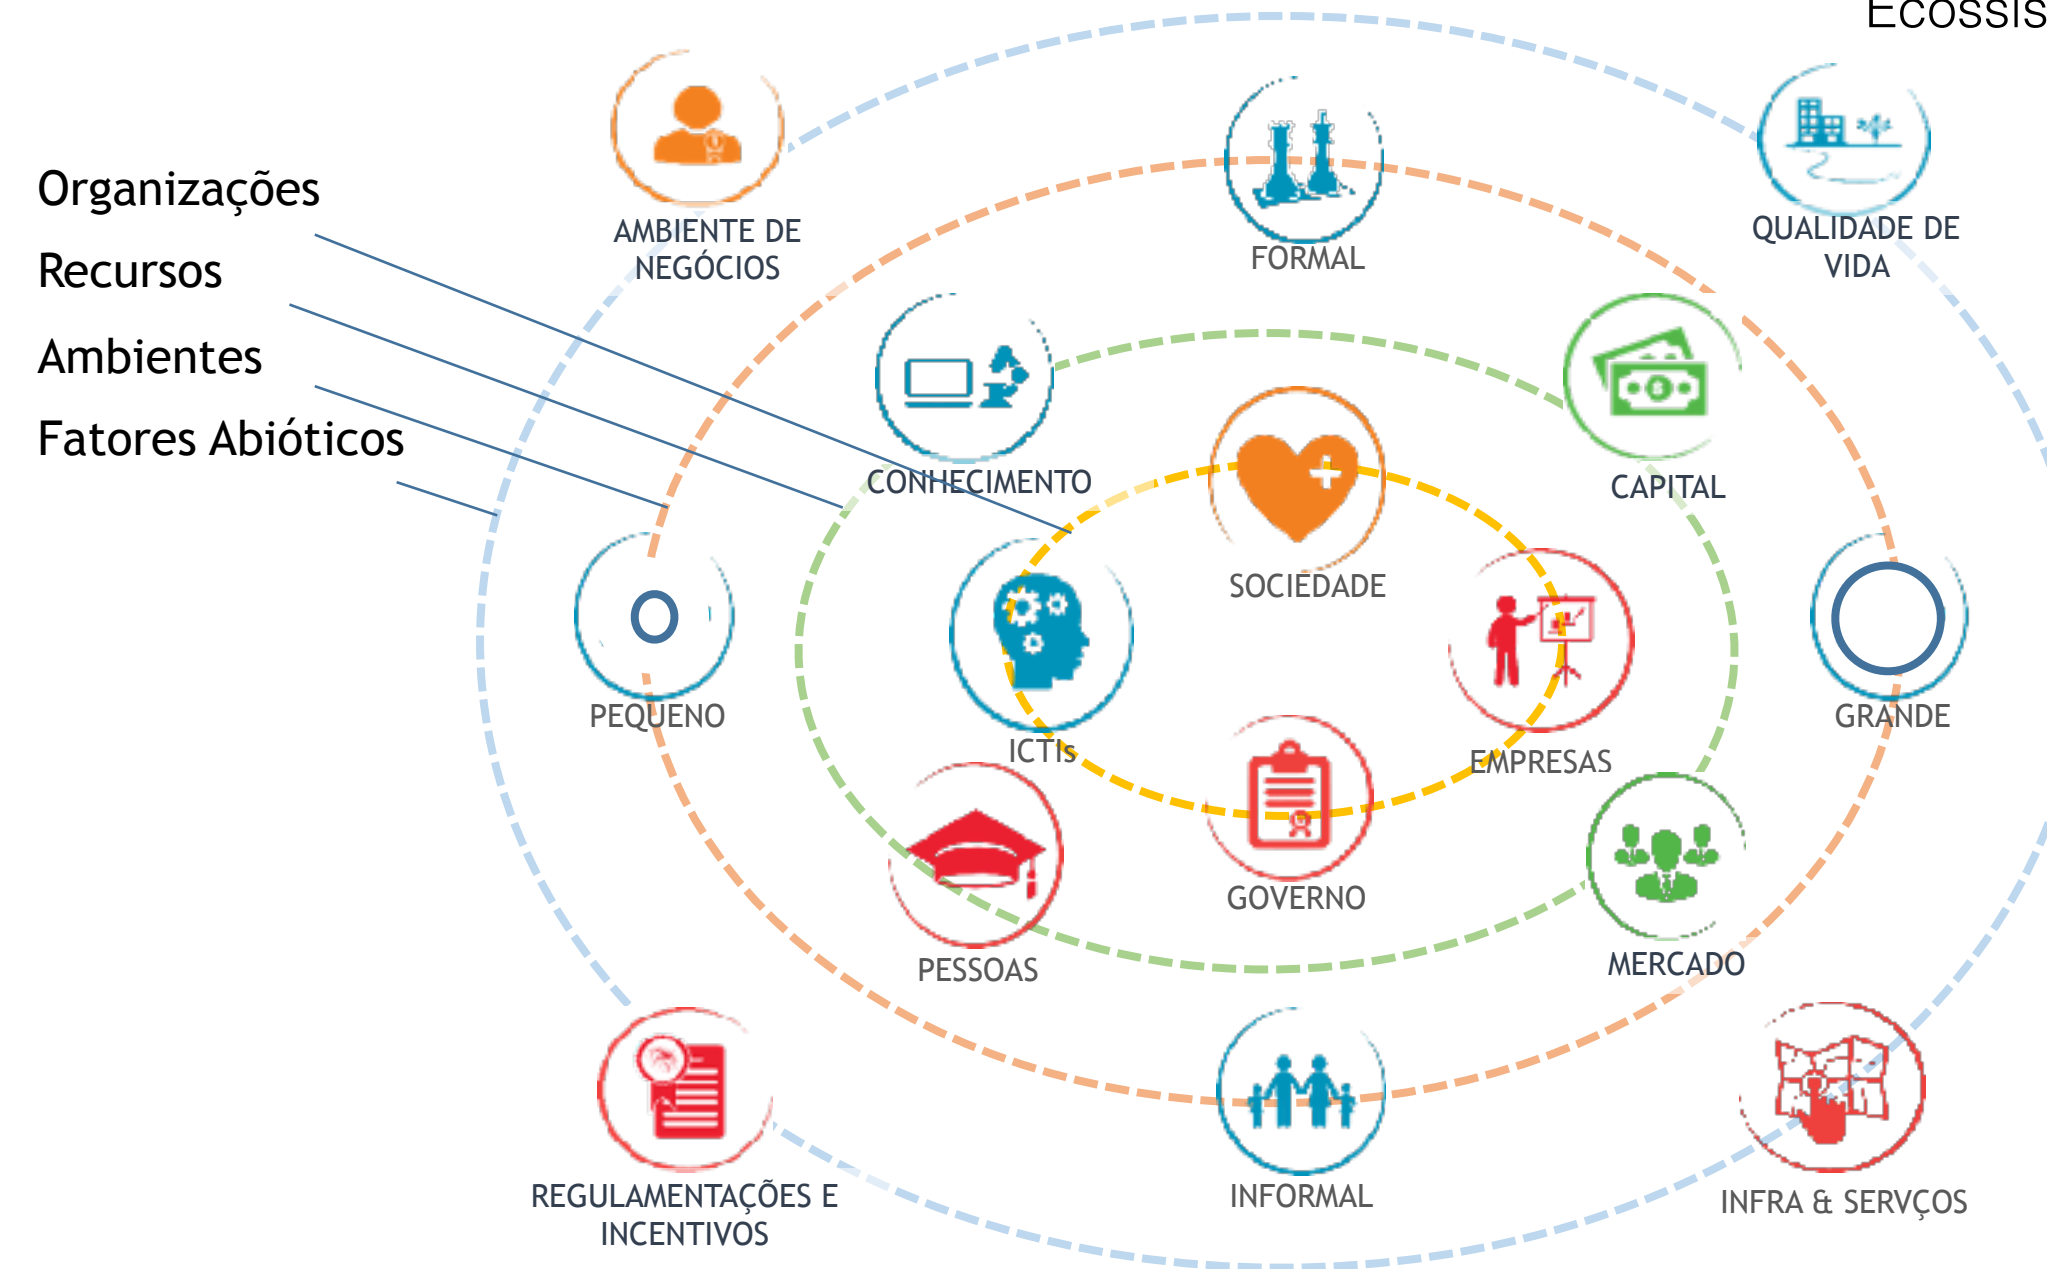 ECOSSIS
Organizações
Recursos
Ambientes
Fatores Abióticos
AMBIENTE DE
NEGÓCIOS
FORMAL
QUALIDADE DE
VIDA
CONHECIMENTO
CAPITAL
SOCIEDADE
PEQUENO
ICTIs
EMPRESAS
GRANDE
GOVERNO
PESSOAS
MERCADO
REGULAMENTAÇÕES E
INCENTIVOS
INFORMAL
INFRA & SERVÇOS